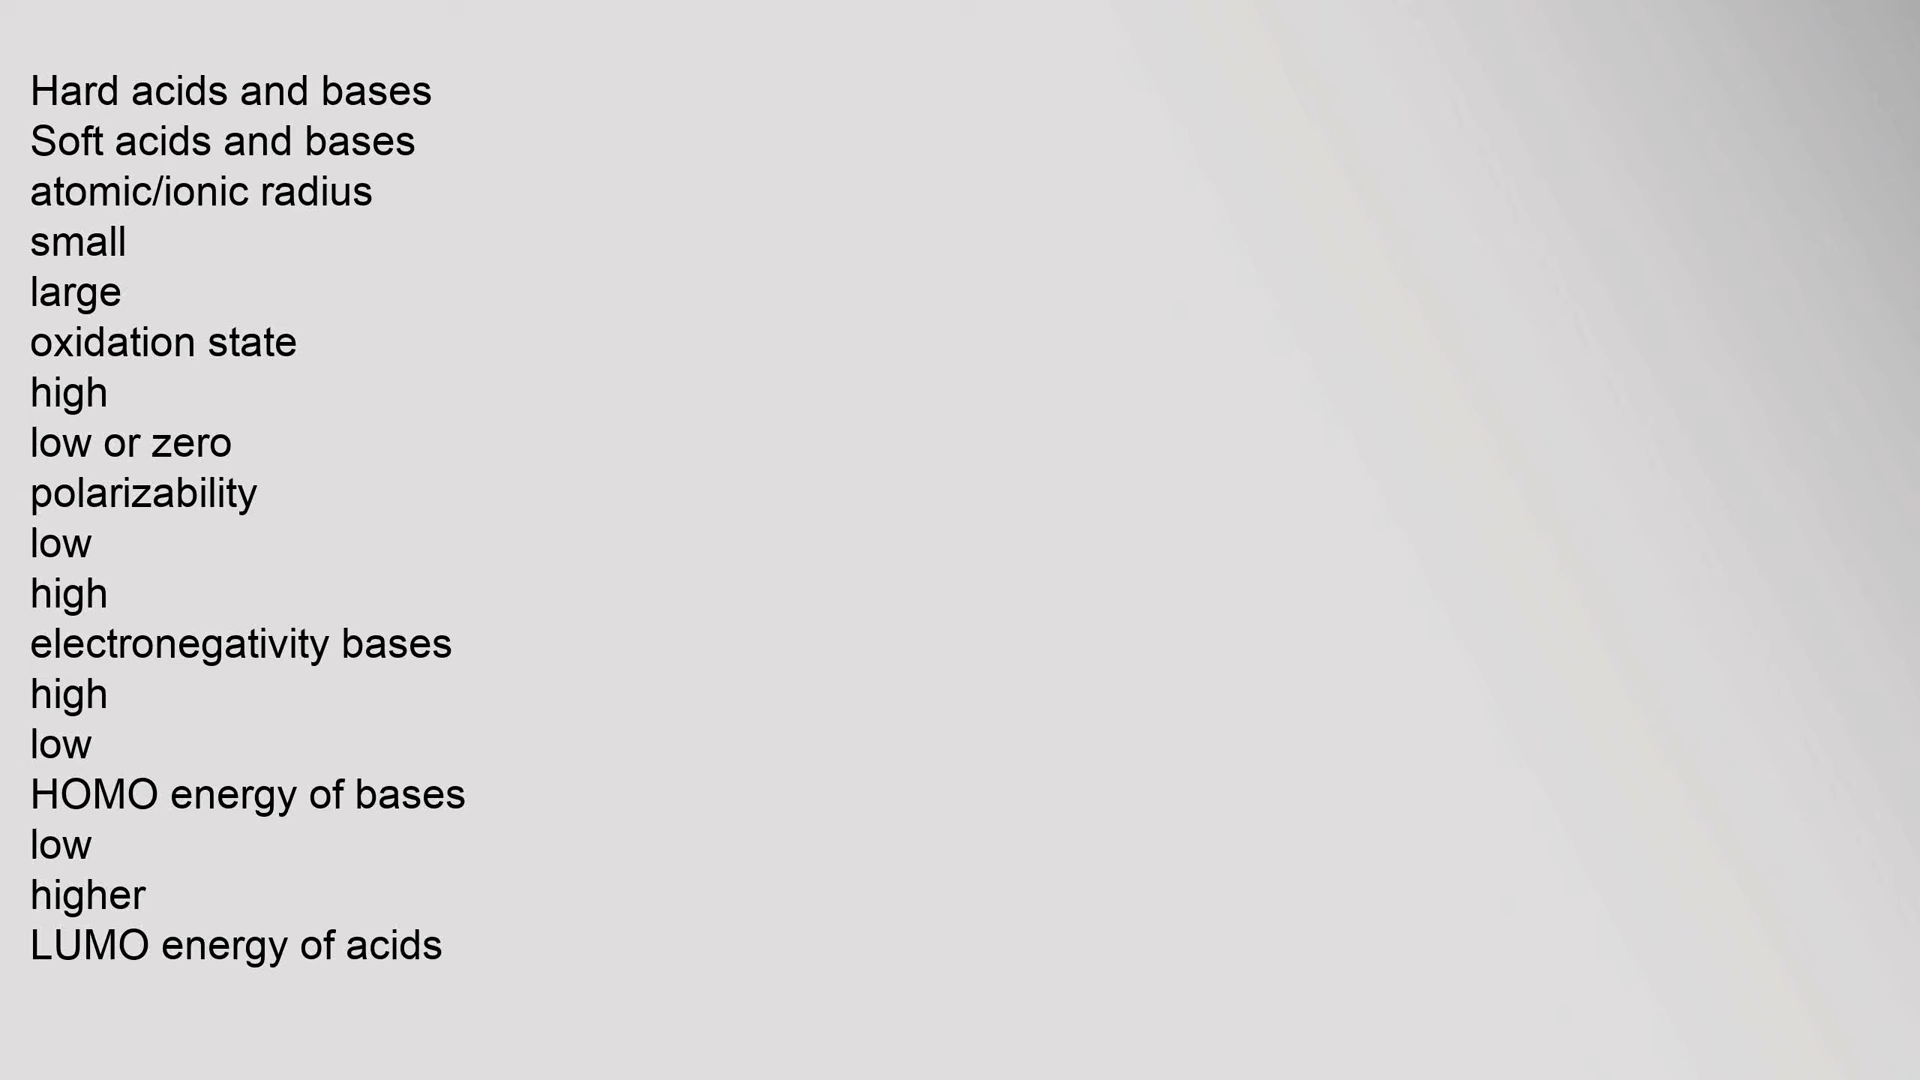 Hard acids and bases
Soft acids and bases
atomic/ionic radius
small
large
oxidation state
high
low or zero
polarizability
low
high
electronegativity bases
high
low
HOMO energy of bases
low
higher
LUMO energy of acids